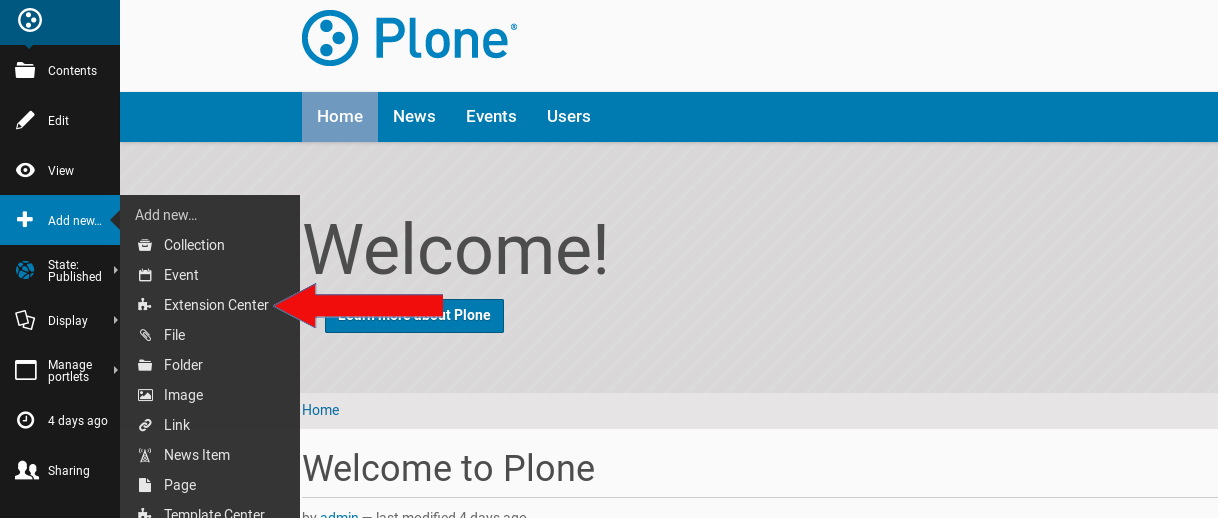 Plone®
Home News Events Users
Contents
Edit
View
Add new...
State:
Published
Display
Manage
portlets
4 days ago
Sharing
Add new...
Collection
Event
Extension Center
File
Folder
Image
Link
News Item
Page
Template Center
Welcome!
Learn more about Plone
Home
Welcome to Plone
by admin — last modified 4 days ago